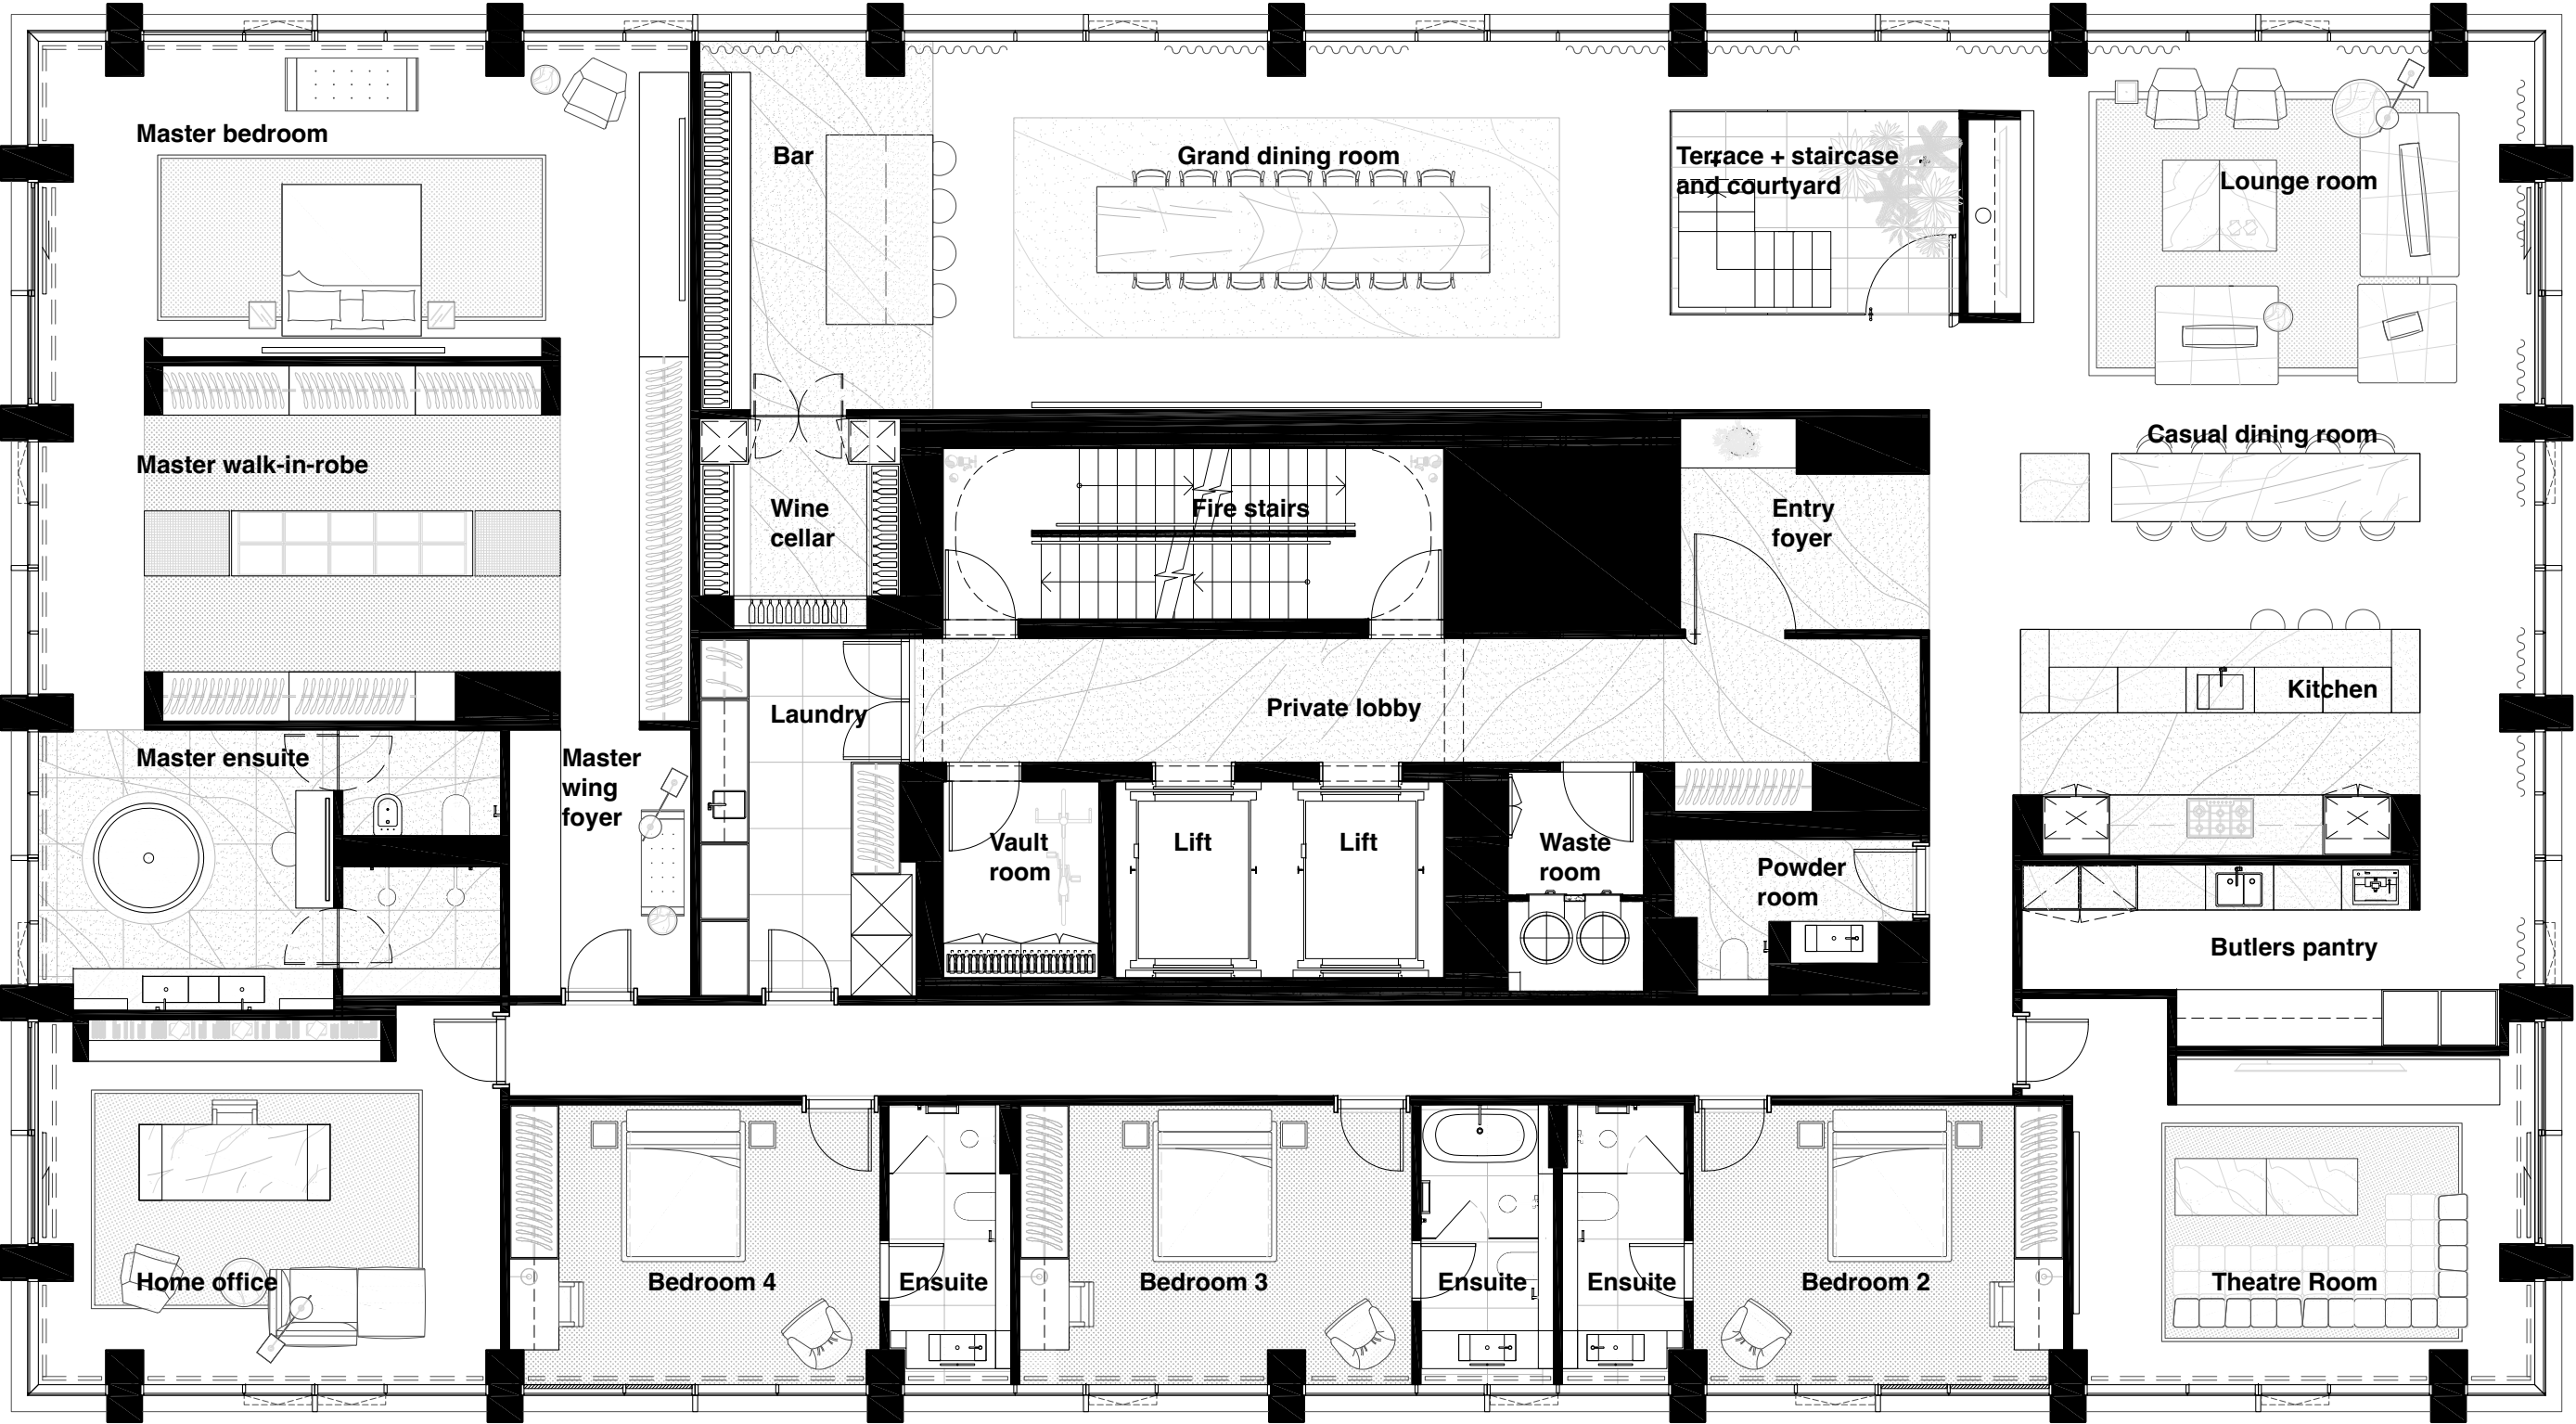 Master bedroom
Bar
Grand dining room
Terrace + staircase
and courtyard
Lounge room
Casual dining room
Master walk-in-robe
Wine
cellar
Fire stairs
Entry
foyer
Kitchen
Private lobby
Laundry
Master ensuite
Master
wing
foyer
Vault
room
Lift
Lift
Waste
room
Powder
room
Butlers pantry
Home office
Bedroom 4
Ensuite
Bedroom 3
Ensuite
Ensuite
Bedroom 2
Theatre Room